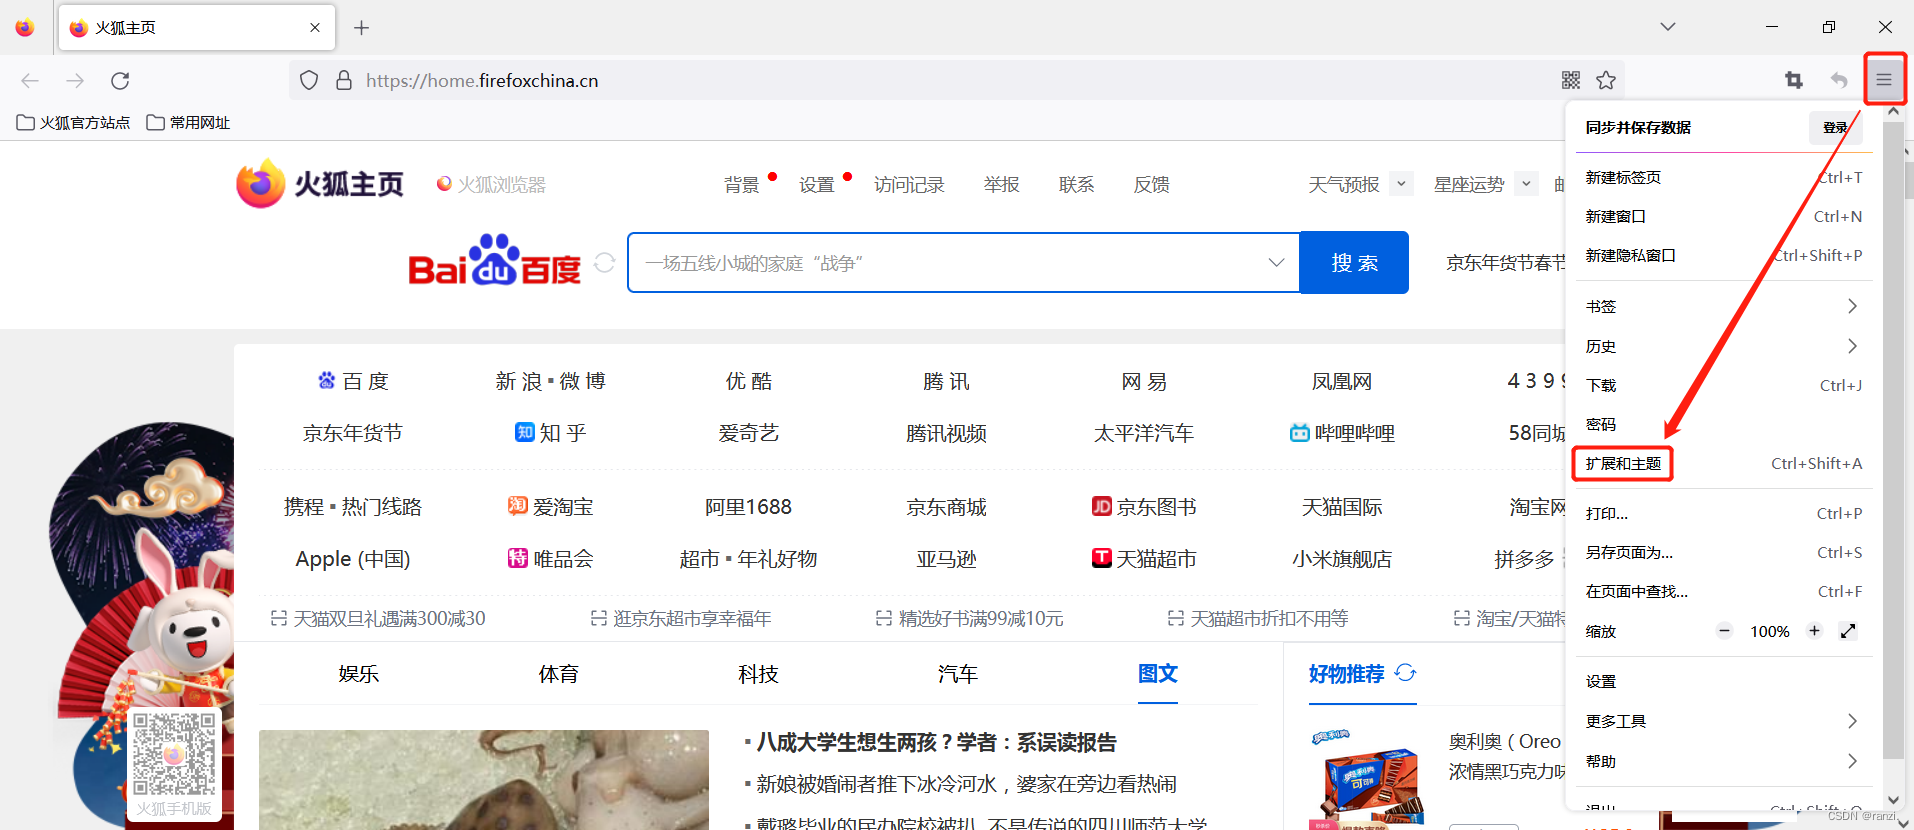 火狐主页
https://home.firefoxchina.cn
火狐官方站点 常用网址
火狐主页 火狐浏览器 背景 设置 访问记录 举报 联系 反馈 天气预报 星座运势
Bai du 百度 一场五线小城的家庭“战争” 搜 索 京东年货节春节
百 度 新 浪 ▪ 微 博 优 酷 腾 讯 网 易 凤凰网 4 3 9 9
京东年货节 知 知 乎 爱奇艺 腾讯视频 太平洋汽车 哔哩哔哩 58同城
携程 ▪ 热门线路 淘 爱淘宝 阿里1688 京东商城 JD 京东图书 天猫国际 淘宝网
Apple (中国) 特 唯品会 超市 ▪ 年礼好物 亚马逊 T 天猫超市 小米旗舰店 拼多多
天猫双旦礼遇满300减30 逛京东超市享幸福年 精选好书满99减10元 天猫超市折扣不用等 淘宝/天猫特
娱乐 体育 科技 汽车 图文 好物推荐
▪ 八成大学生想生两孩？学者：系误读报告
▪ 新娘被婚闹者推下冰冷河水，婆家在旁边看热闹
▪ 戴璐毕业的民办院校被扒 不是传说的四川师范大学
奥利奥
奥利奥
可可棒
奥利奥（Oreo
浓情黑巧克力味
火狐手机版
同步并保存数据 登录
新建标签页 Ctrl+T
新建窗口 Ctrl+N
新建隐私窗口 Ctrl+Shift+P
书签
历史
下载 Ctrl+J
密码
扩展和主题 Ctrl+Shift+A
打印... Ctrl+P
另存页面为... Ctrl+S
在页面中查找... Ctrl+F
缩放 − 100% +
设置
更多工具
帮助
退出 Ctrl+Shift+Q
CSDN @ranzi.